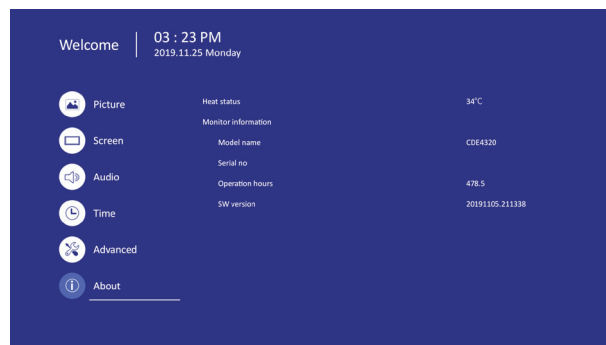 Welcome
03 : 23 PM
2019.11.25 Monday
Picture
Screen
Audio
Time
Advanced
About
Heat status 34°C
Monitor information
Model name CDE4320
Serial no
Operation hours 478.5
SW version 20191105.211338